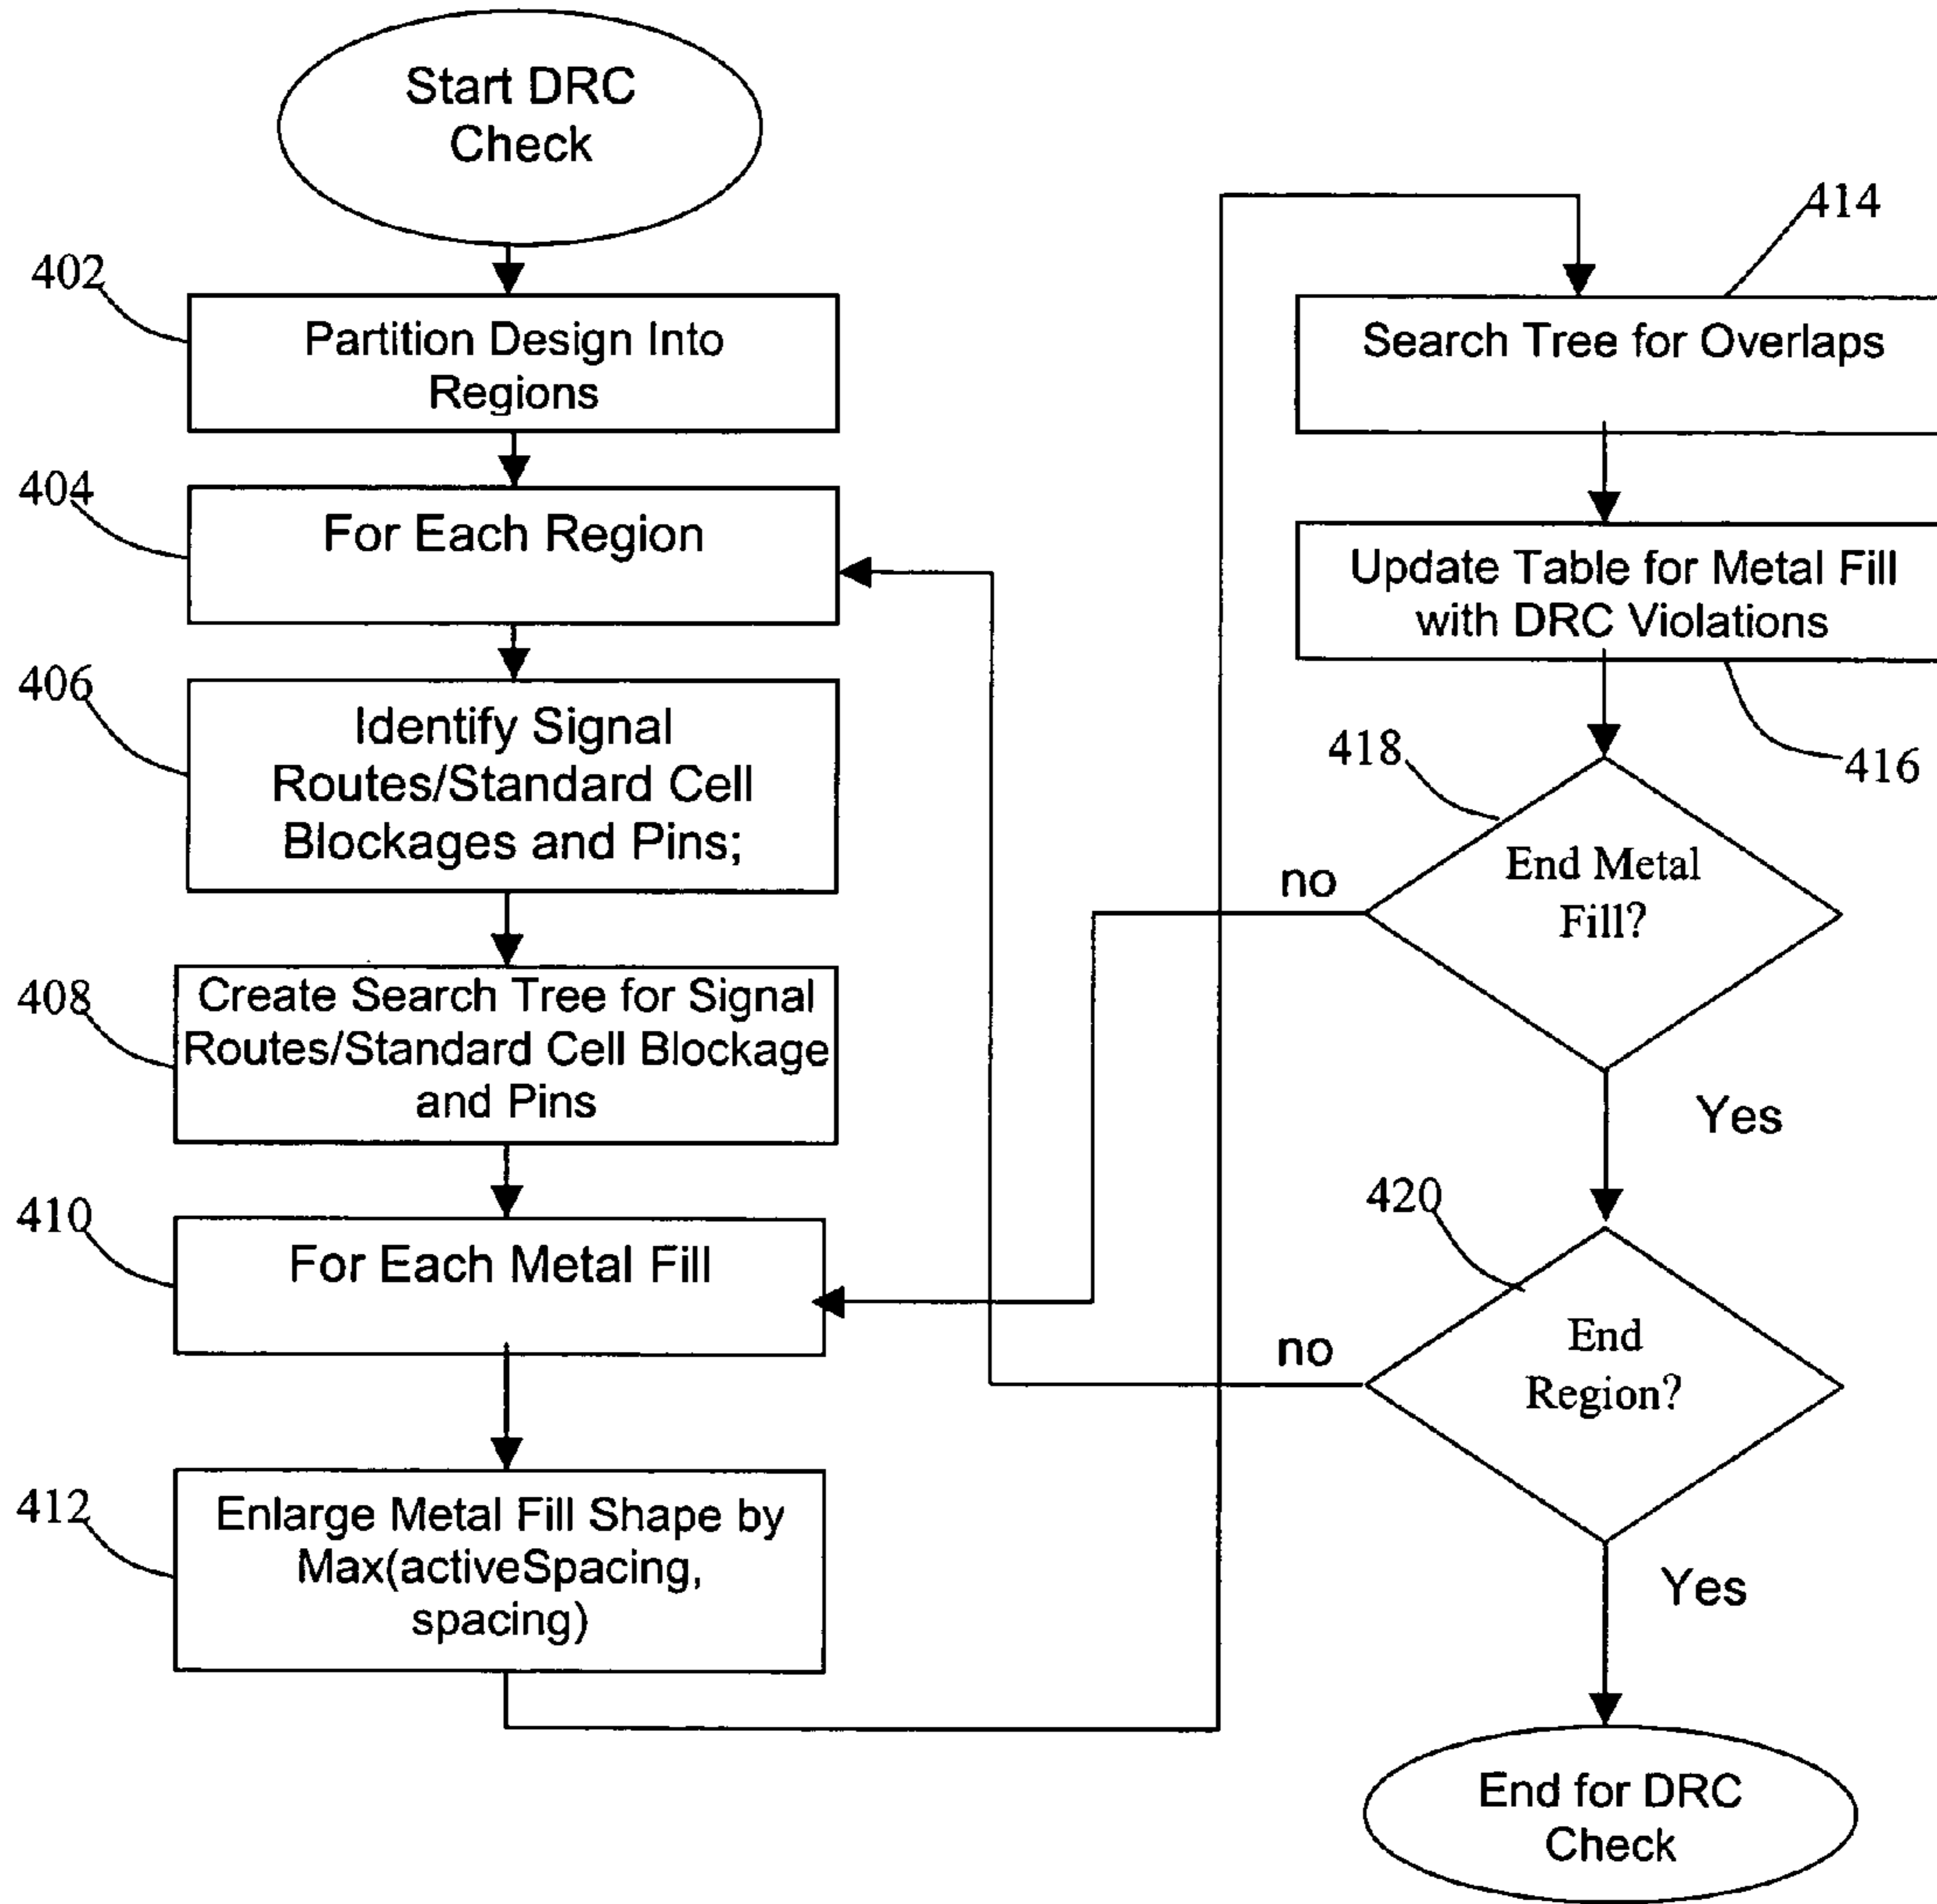 Start DRC
Check
402
Partition Design Into
Regions
404
For Each Region
406
Identify Signal
Routes/Standard Cell
Blockages and Pins;
408
Create Search Tree for Signal
Routes/Standard Cell Blockage
and Pins
410
For Each Metal Fill
412
Enlarge Metal Fill Shape by
Max(activeSpacing,
spacing)
414
Search Tree for Overlaps
Update Table for Metal Fill
with DRC Violations
416
418
End Metal
Fill?
no
Yes
420
End
Region?
no
Yes
End for DRC
Check